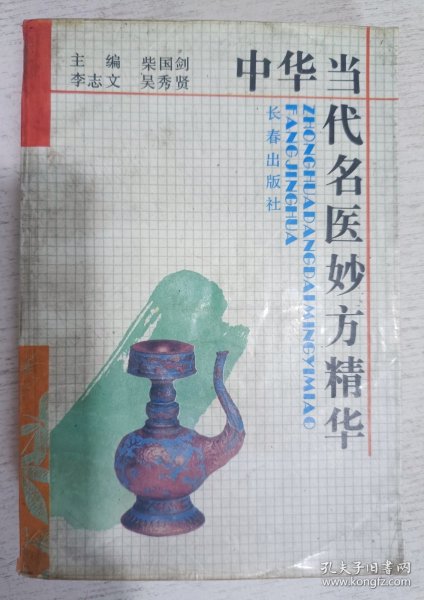 主 编 柴国剑
李志文 吴秀贤
中华当代名医妙方精华
ZHONGHUADANGDAIMINGYIMIAO
FANGJINGHUA
长春出版社
孔夫子旧书网
www.kongfz.com